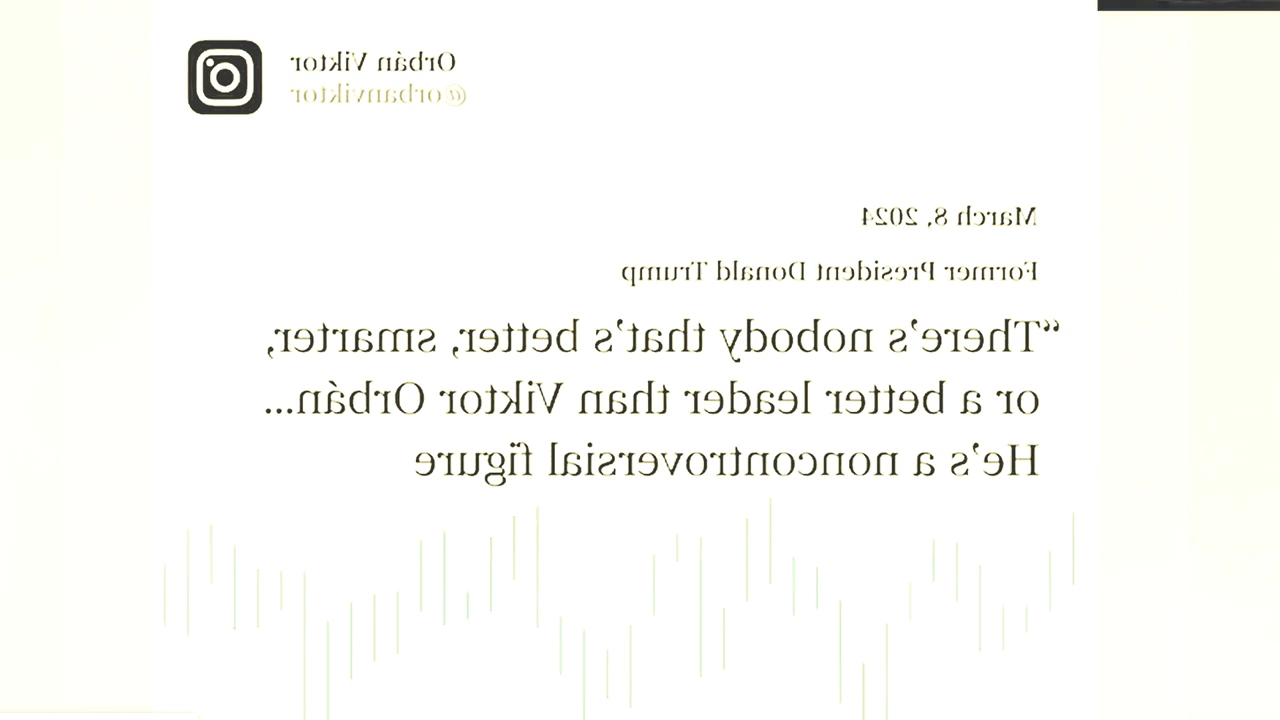 Orbán Viktor
@orbanviktor
March 8, 2024
Former President Donald Trump
“There’s nobody that’s better, smarter,
or a better leader than Viktor Orbán...
He’s a noncontroversial figure